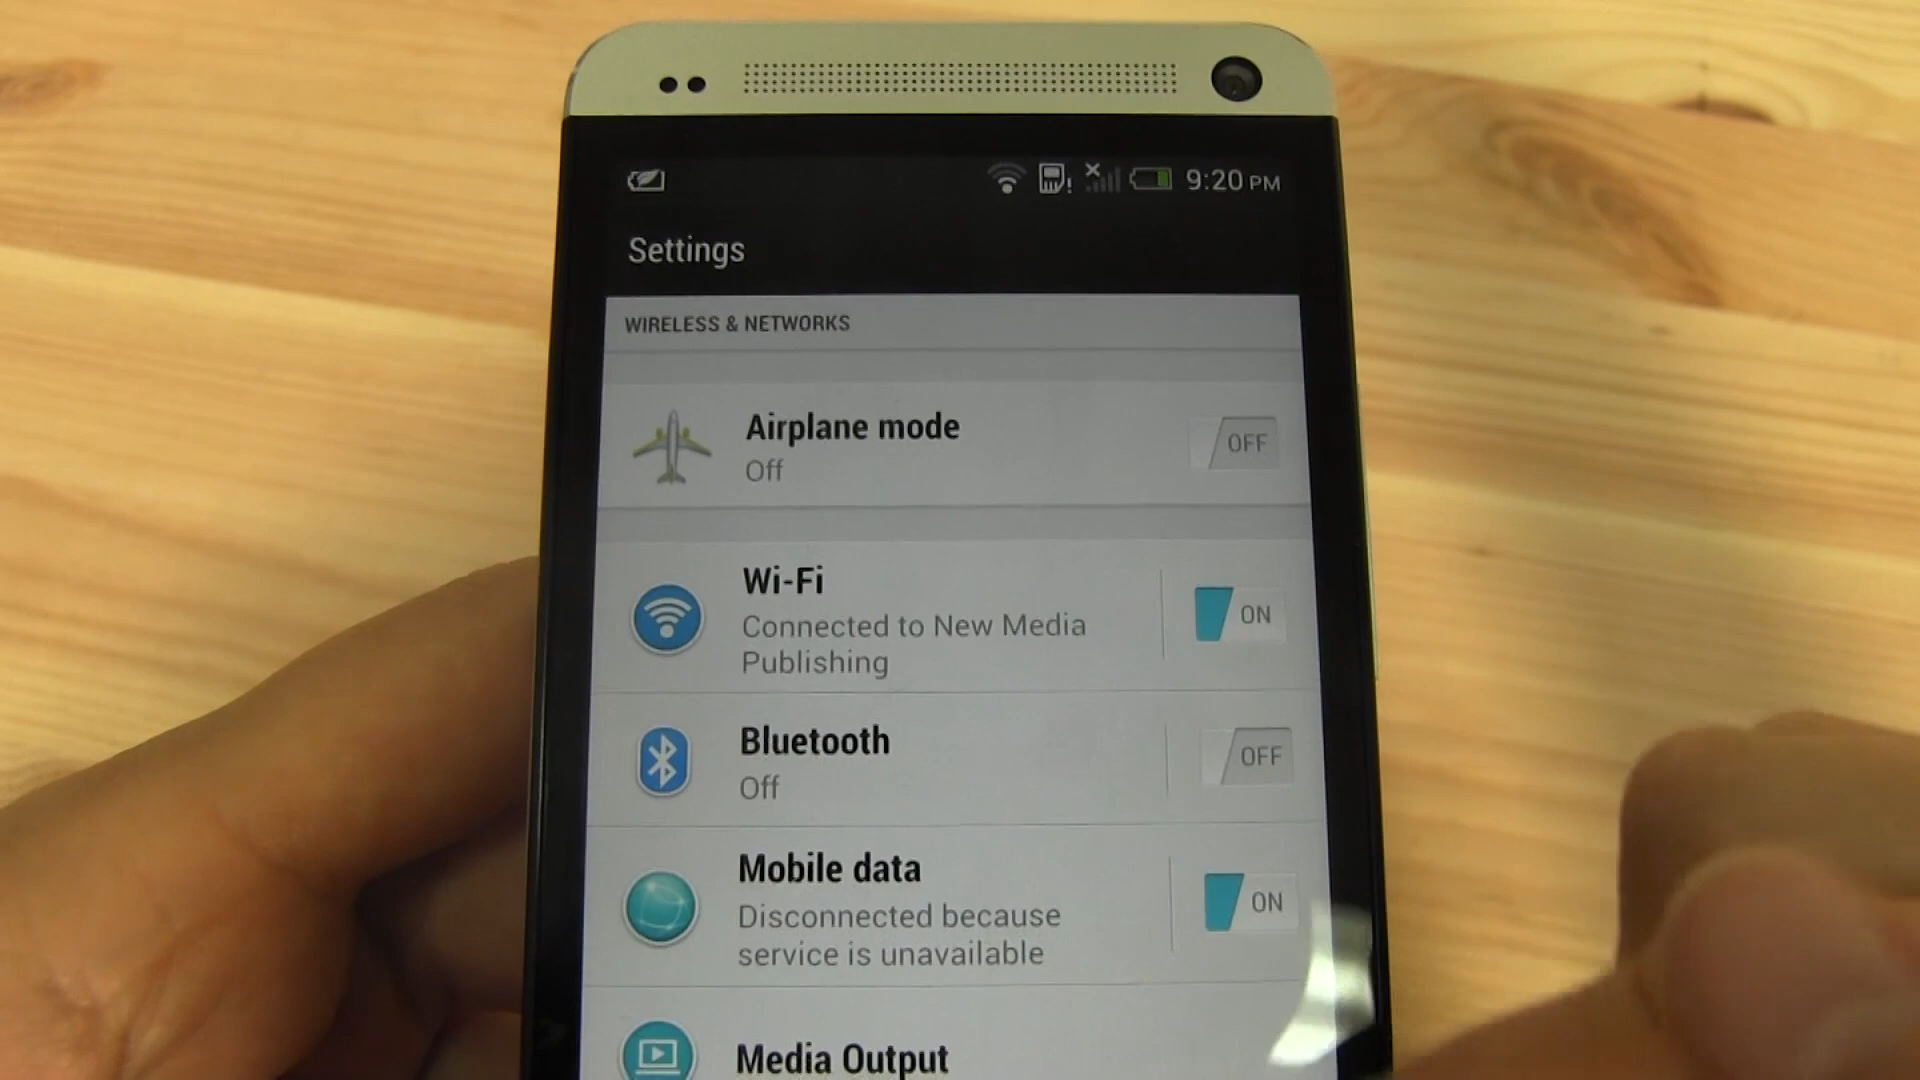 9:20 PM
Settings
WIRELESS & NETWORKS
Airplane mode
Off
OFF
Wi-Fi
Connected to New Media
Publishing
ON
Bluetooth
Off
OFF
Mobile data
Disconnected because
service is unavailable
ON
Media Output